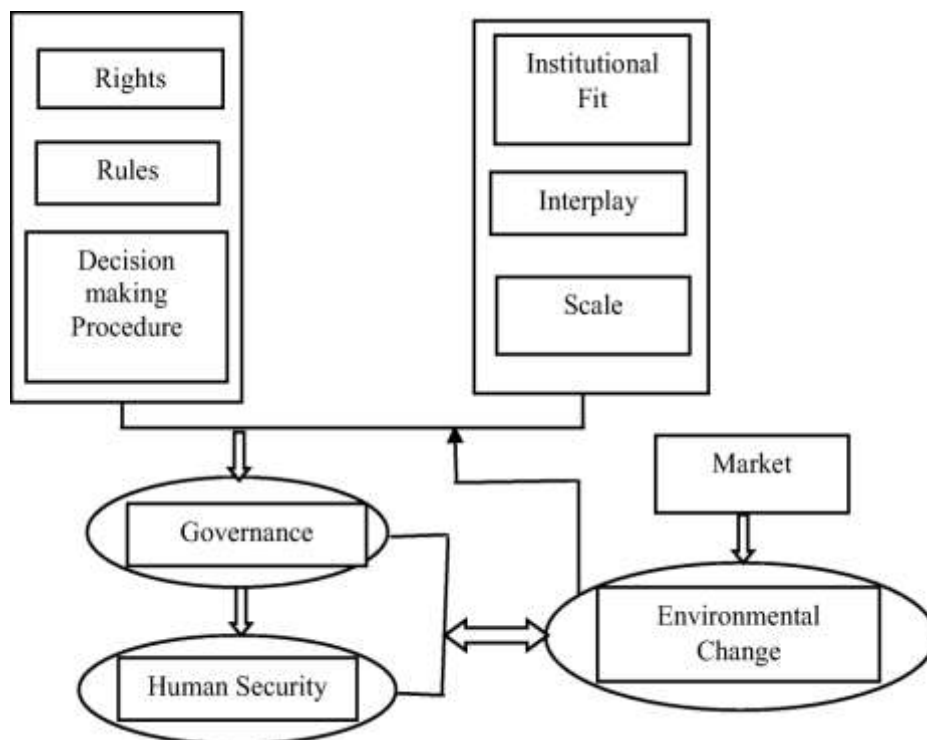 Rights
Rules
Decision
making
Procedure
Institutional
Fit
Interplay
Scale
Market
Governance
Human Security
Environmental
Change